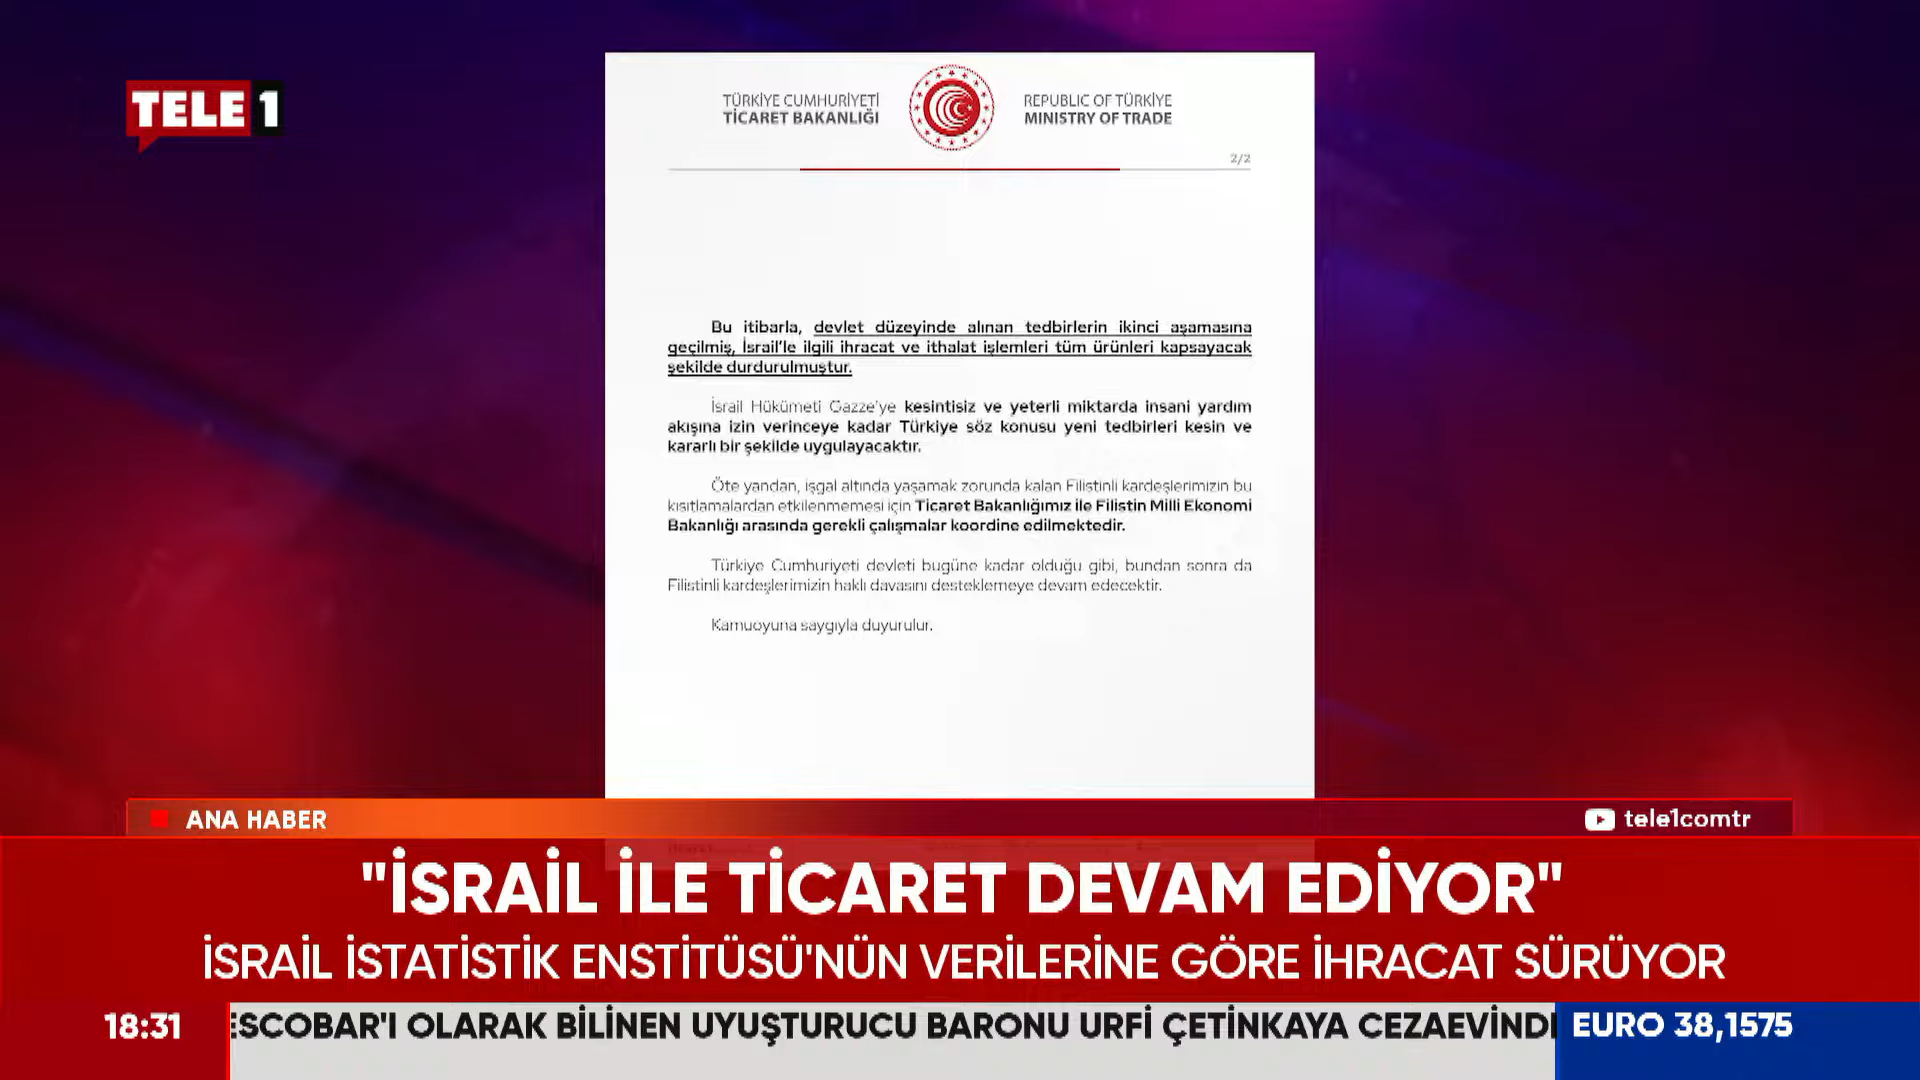 TELE 1
TÜRKİYE CUMHURİYETİ
TİCARET BAKANLIĞI
REPUBLIC OF TÜRKİYE
MINISTRY OF TRADE
2/2
Bu itibarla, devlet düzeyinde alınan tedbirlerin ikinci aşamasına
geçilmiş, İsrail'le ilgili ihracat ve ithalat işlemleri tüm ürünleri kapsayacak
şekilde durdurulmuştur.
İsrail Hükümeti Gazze'ye kesintisiz ve yeterli miktarda insani yardım
akışına izin verinceye kadar Türkiye söz konusu yeni tedbirleri kesin ve
kararlı bir şekilde uygulayacaktır.
Öte yandan, işgal altında yaşamak zorunda kalan Filistinli kardeşlerimizin bu
kısıtlamalardan etkilenmemesi için Ticaret Bakanlığımız ile Filistin Milli Ekonomi
Bakanlığı arasında gerekli çalışmalar koordine edilmektedir.
Türkiye Cumhuriyeti devleti bugüne kadar olduğu gibi, bundan sonra da
Filistinli kardeşlerimizin haklı davasını desteklemeye devam edecektir.
Kamuoyuna saygıyla duyurulur.
ANA HABER
tele1comtr
"İSRAİL İLE TİCARET DEVAM EDİYOR"
İSRAİL İSTATİSTİK ENSTİTÜSÜ'NÜN VERİLERİNE GÖRE İHRACAT SÜRÜYOR
18:31
ESCOBAR'I OLARAK BİLİNEN UYUŞTURUCU BARONU URFİ ÇETİNKAYA CEZAEVİNDE
EURO 38,1575